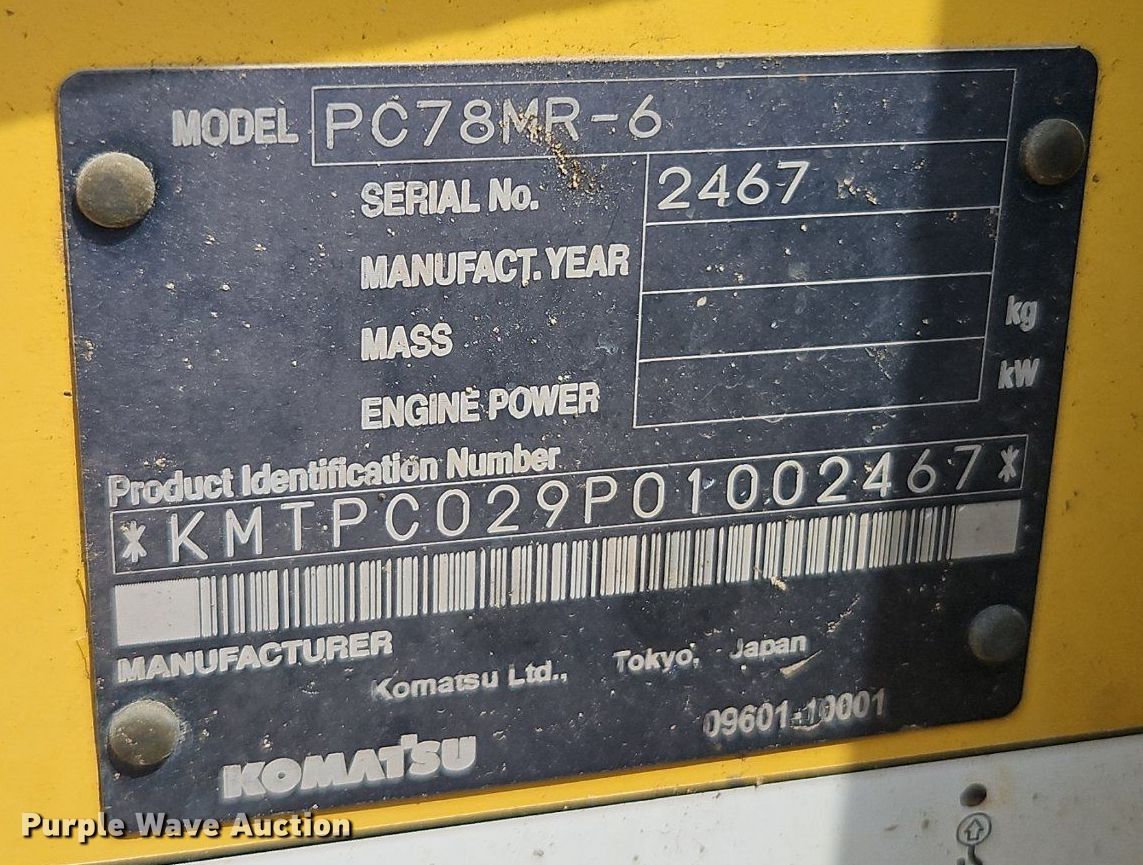 MODEL PC78MR-6
SERIAL No. 2467
MANUFACT. YEAR
MASS kg
ENGINE POWER kW
Product Identification Number
*KMTPC029P01002467*
MANUFACTURER
Komatsu Ltd., Tokyo, Japan
09601-10001
KOMATSU
Purple Wave Auction